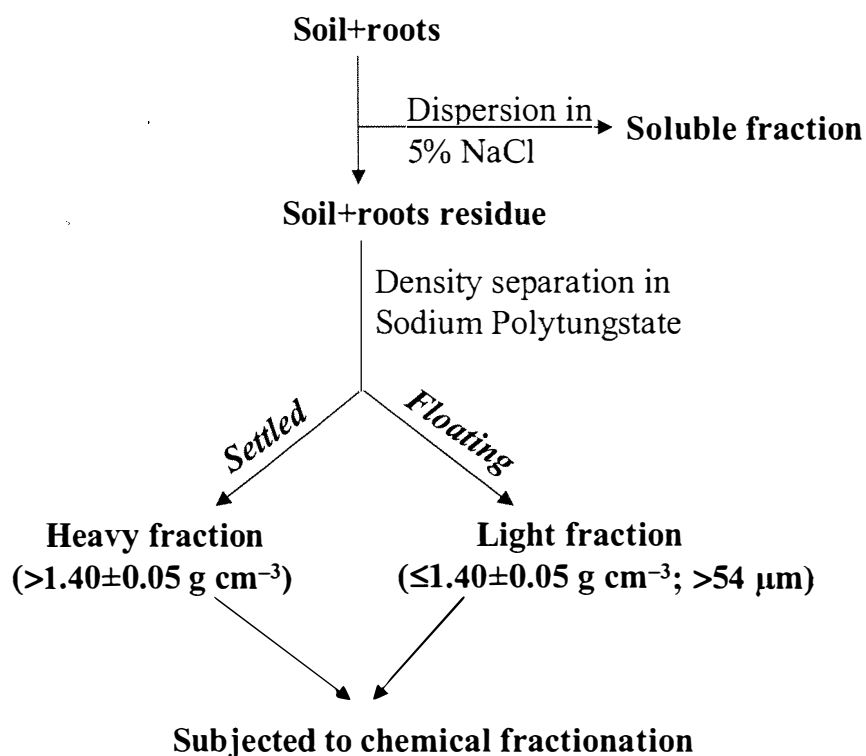 Soil+roots
Dispersion in
5% NaCl
Soluble fraction
Soil+roots residue
Density separation in
Sodium Polytungstate
Settled
Floating
Heavy fraction
(>1.40±0.05 g cm⁻³)
Light fraction
(≤1.40±0.05 g cm⁻³; >54 μm)
Subjected to chemical fractionation